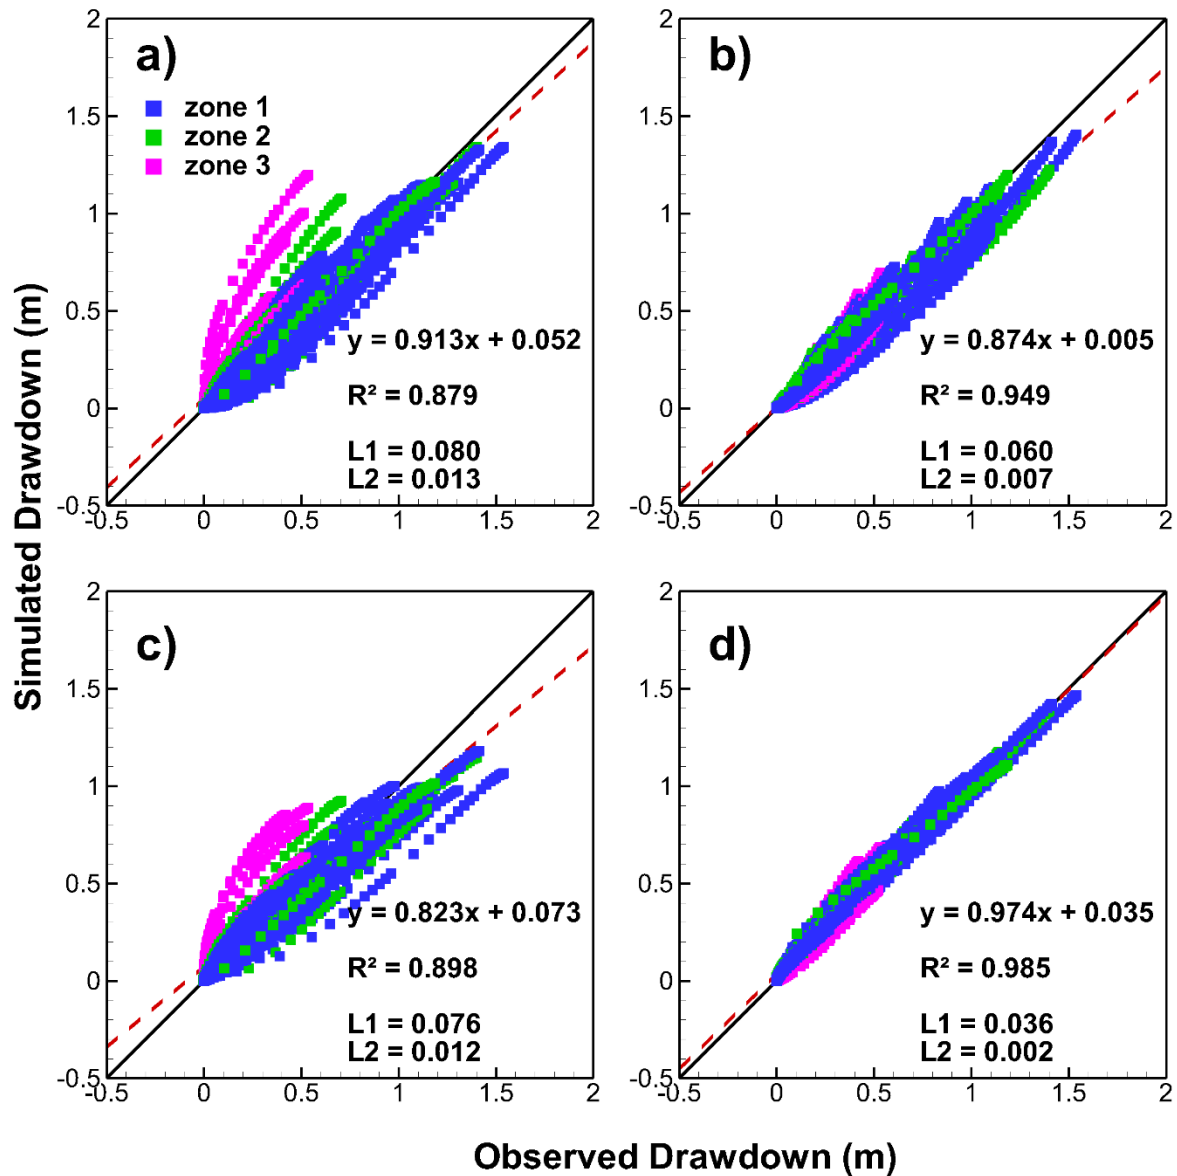 Simulated Drawdown (m)
a)
zone 1
zone 2
zone 3
y = 0.913x + 0.052
R² = 0.879
L1 = 0.080
L2 = 0.013
2
1.5
1
0.5
0
-0.5
-0.5 0 0.5 1 1.5 2
b)
y = 0.874x + 0.005
R² = 0.949
L1 = 0.060
L2 = 0.007
2
1.5
1
0.5
0
-0.5
-0.5 0 0.5 1 1.5 2
c)
y = 0.823x + 0.073
R² = 0.898
L1 = 0.076
L2 = 0.012
2
1.5
1
0.5
0
-0.5
-0.5 0 0.5 1 1.5 2
d)
y = 0.974x + 0.035
R² = 0.985
L1 = 0.036
L2 = 0.002
2
1.5
1
0.5
0
-0.5
-0.5 0 0.5 1 1.5 2
Observed Drawdown (m)